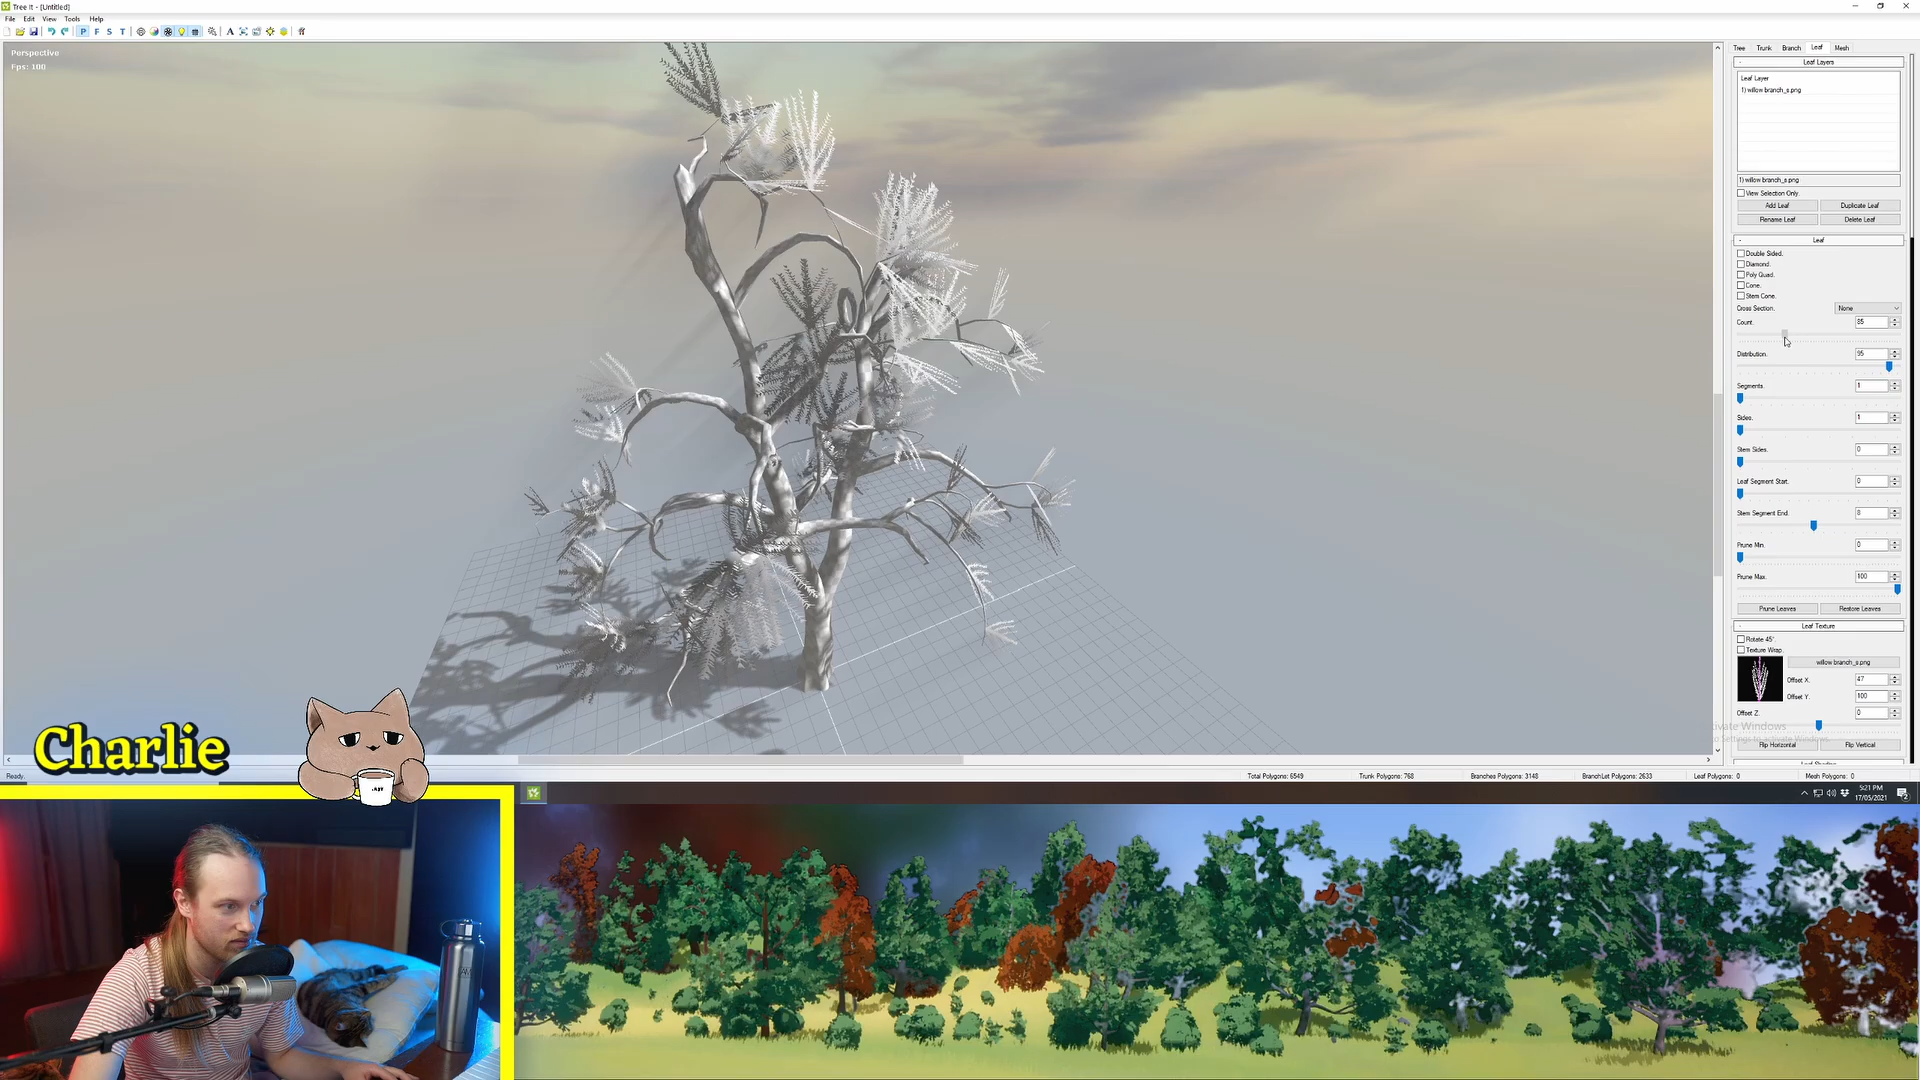 Tree It - [Untitled]
File Edit View Tools Help
P F S T A
Perspective
Fps: 100
Tree Trunk Branch Leaf Mesh
Leaf Layers
Leaf Layer
1) willow branch_s.png
1) willow branch_s.png
View Selection Only.
Add Leaf Duplicate Leaf
Rename Leaf Delete Leaf
Leaf
Double Sided.
Diamond.
Poly Quad.
Cone.
Stem Cone.
Cross Section. None
Count. 85
Distribution. 95
Segments. 1
Sides. 1
Stem Sides. 0
Leaf Segment Start. 0
Stem Segment End. 8
Prune Min. 0
Prune Max. 100
Prune Leaves Restore Leaves
Leaf Texture
Rotate 45°.
Texture Wrap.
willow branch_s.png
Offset X. 47
Offset Y. 100
Offset Z. 0
Flip Horizontal Flip Vertical
Ready.
Total Polygons: 6549 Trunk Polygons: 768 Branches Polygons: 3148 BranchLet Polygons: 2633 Leaf Polygons: 0 Mesh Polygons: 0
5:21 PM
17/05/2021
2
Charlie